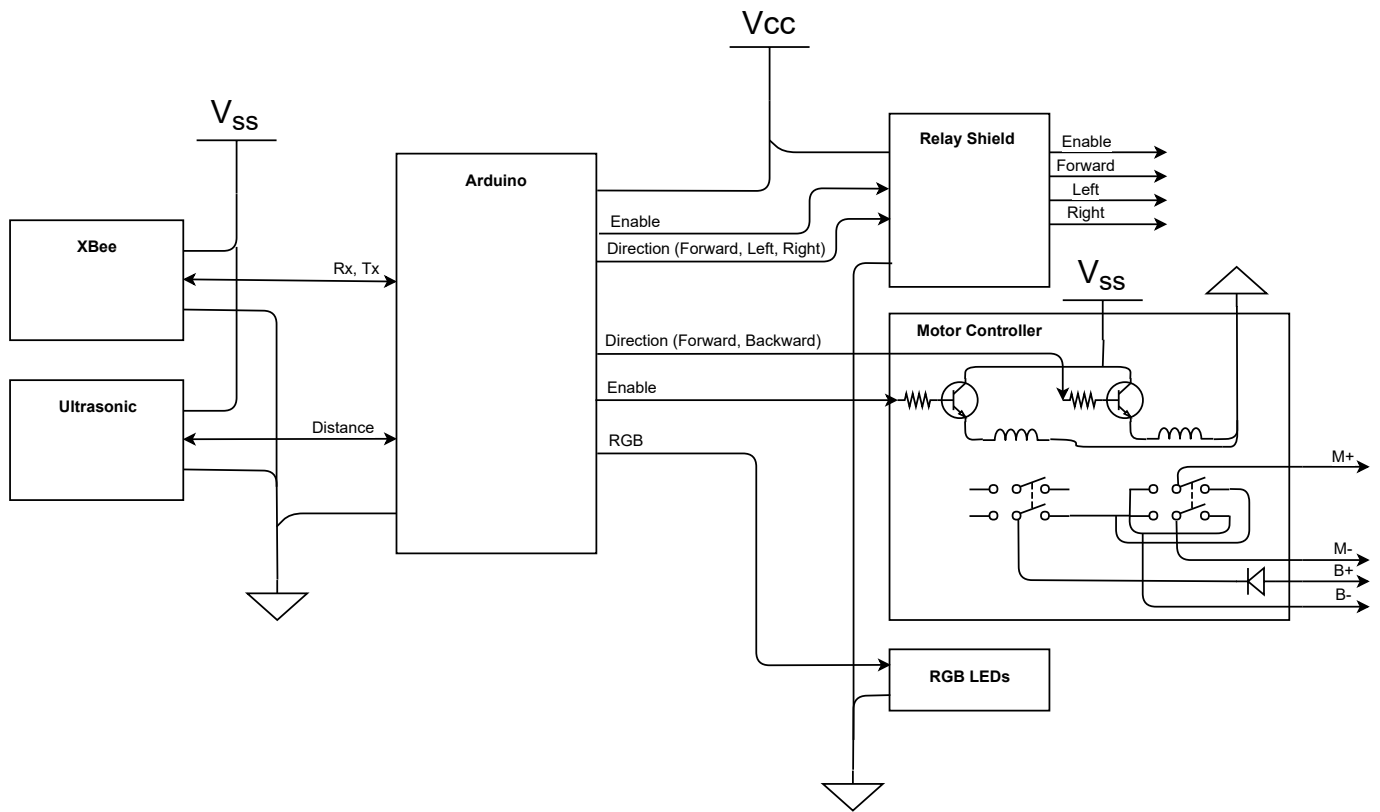 Vcc
Vss
Relay Shield
Enable
Forward
Left
Right
Arduino
XBee
Enable
Direction (Forward, Left, Right)
Rx, Tx
Vss
Motor Controller
Direction (Forward, Backward)
Enable
Ultrasonic
Distance
RGB
M+
M-
B+
B-
RGB LEDs